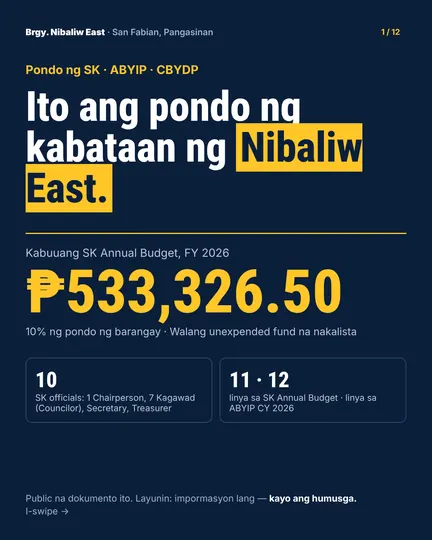 Brgy. Nibaliw East · San Fabian, Pangasinan
1 / 12
Pondo ng SK · ABYIP · CBYDP
Ito ang pondo ng
kabataan ng Nibaliw
East.
Kabuuang SK Annual Budget, FY 2026
₱533,326.50
10% ng pondo ng barangay · Walang unexpended fund na nakalista
10
SK officials: 1 Chairperson, 7 Kagawad
(Councilor), Secretary, Treasurer
11 · 12
linya sa SK Annual Budget · linya sa
ABYIP CY 2026
Public na dokumento ito. Layunin: impormasyon lang — kayo ang humusga.
I-swipe →